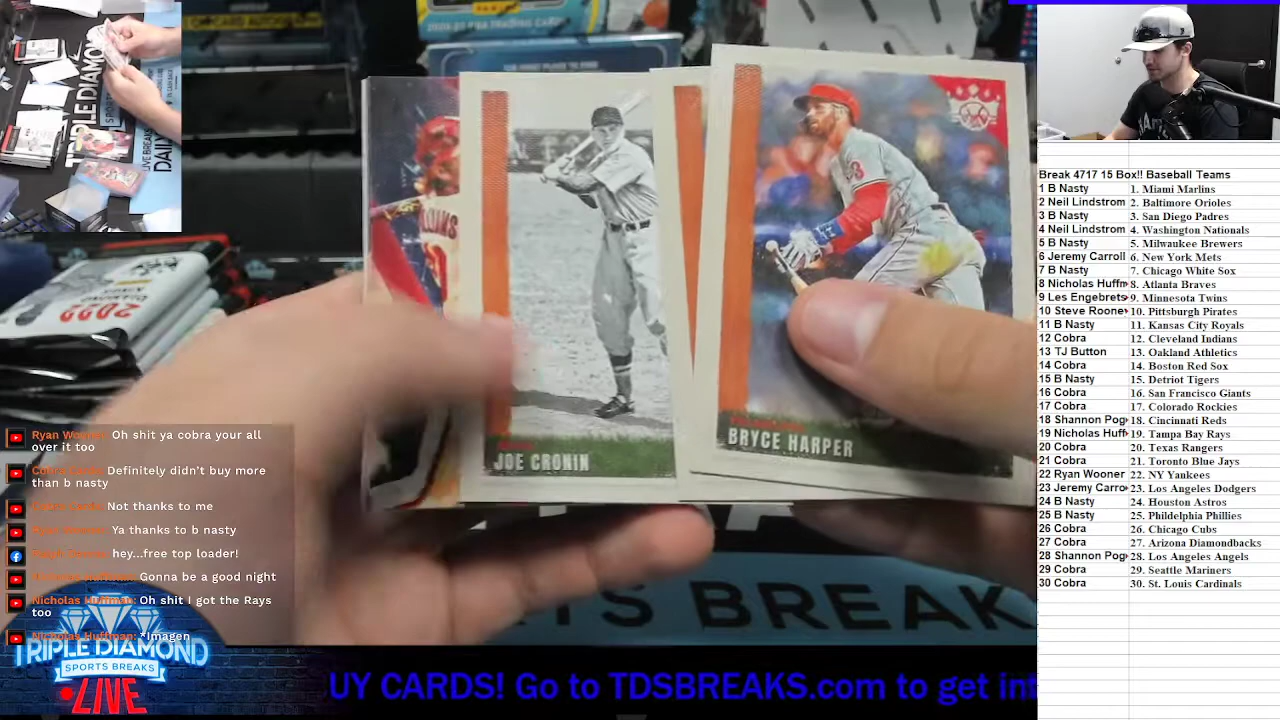 JOE CRONIN
BRYCE HARPER
2022
TS BREAK
Ryan Wooner: Oh shit ya cobra your all
over it too
Definitely didn't buy more
than b nasty
Not thanks to me
Ya thanks to b nasty
hey...free top loader!
Gonna be a good night
Nicholas Huffman: Oh shit I got the Rays
too
Nicholas Huffman: *Imagen
TRIPLE DIAMOND
SPORTS BREAKS
LIVE
UY CARDS! Go to TDSBREAKS.com to get int
Break 4717 15 Box!! Baseball Teams
1 B Nasty 1. Miami Marlins
2 Neil Lindstrom 2. Baltimore Orioles
3 B Nasty 3. San Diego Padres
4 Neil Lindstrom 4. Washington Nationals
5 B Nasty 5. Milwaukee Brewers
6 Jeremy Carroll 6. New York Mets
7 B Nasty 7. Chicago White Sox
8 Nicholas Huffm 8. Atlanta Braves
9 Les Engebrets 9. Minnesota Twins
10 Steve Roone 10. Pittsburgh Pirates
11 B Nasty 11. Kansas City Royals
12 Cobra 12. Cleveland Indians
13 TJ Button 13. Oakland Athletics
14 Cobra 14. Boston Red Sox
15 B Nasty 15. Detriot Tigers
16 Cobra 16. San Francisco Giants
17 Cobra 17. Colorado Rockies
18 Shannon Pog 18. Cincinnati Reds
19 Nicholas Huff 19. Tampa Bay Rays
20 Cobra 20. Texas Rangers
21 Cobra 21. Toronto Blue Jays
22 Ryan Wooner 22. NY Yankees
23 Jeremy Carro 23. Los Angeles Dodgers
24 B Nasty 24. Houston Astros
25 B Nasty 25. Philadelphia Phillies
26 Cobra 26. Chicago Cubs
27 Cobra 27. Arizona Diamondbacks
28 Shannon Pog 28. Los Angeles Angels
29 Cobra 29. Seattle Mariners
30 Cobra 30. St. Louis Cardinals